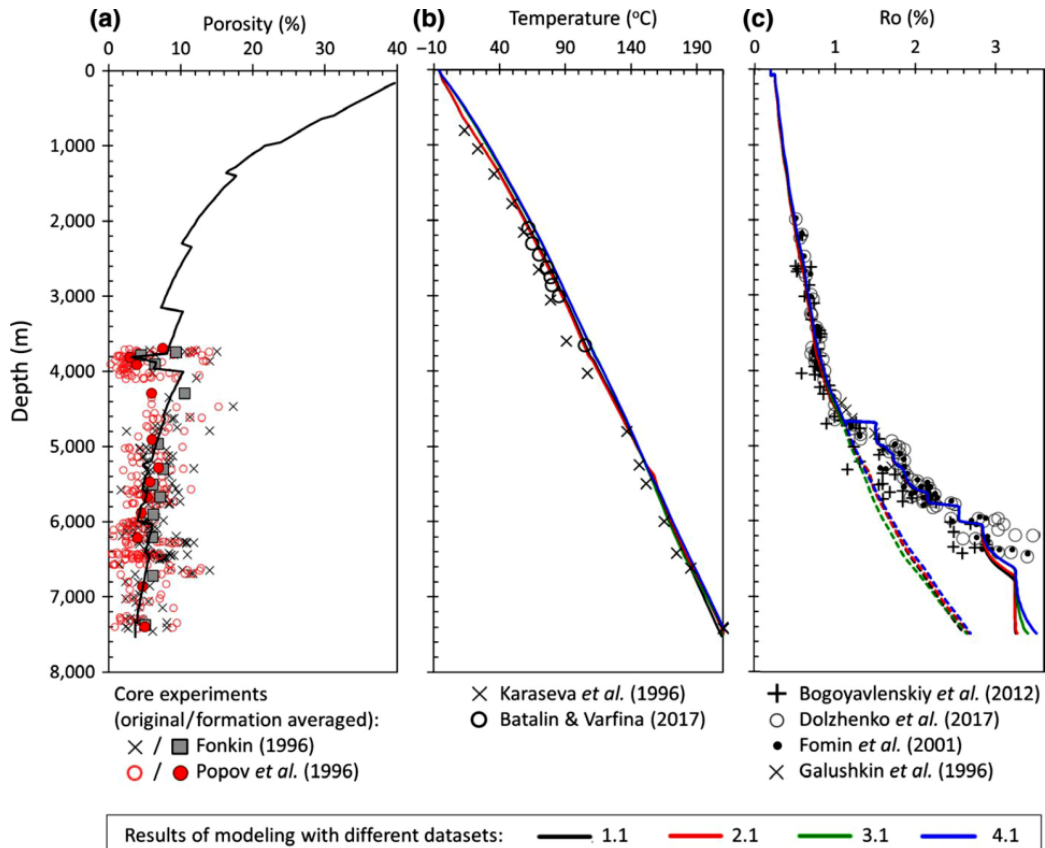 (a) Porosity (%)
0 10 20 30 40
(b) Temperature (°C)
-10 40 90 140 190
(c) Ro (%)
0 1 2 3
Depth (m)
0
1,000
2,000
3,000
4,000
5,000
6,000
7,000
8,000
Core experiments
(original/formation averaged):
× / ■ Fonkin (1996)
○ / ● Popov et al. (1996)
× Karaseva et al. (1996)
○ Batalin & Varfina (2017)
+ Bogoyavlenskiy et al. (2012)
○ Dolzhenko et al. (2017)
• Fomin et al. (2001)
× Galushkin et al. (1996)
Results of modeling with different datasets: 1.1 2.1 3.1 4.1